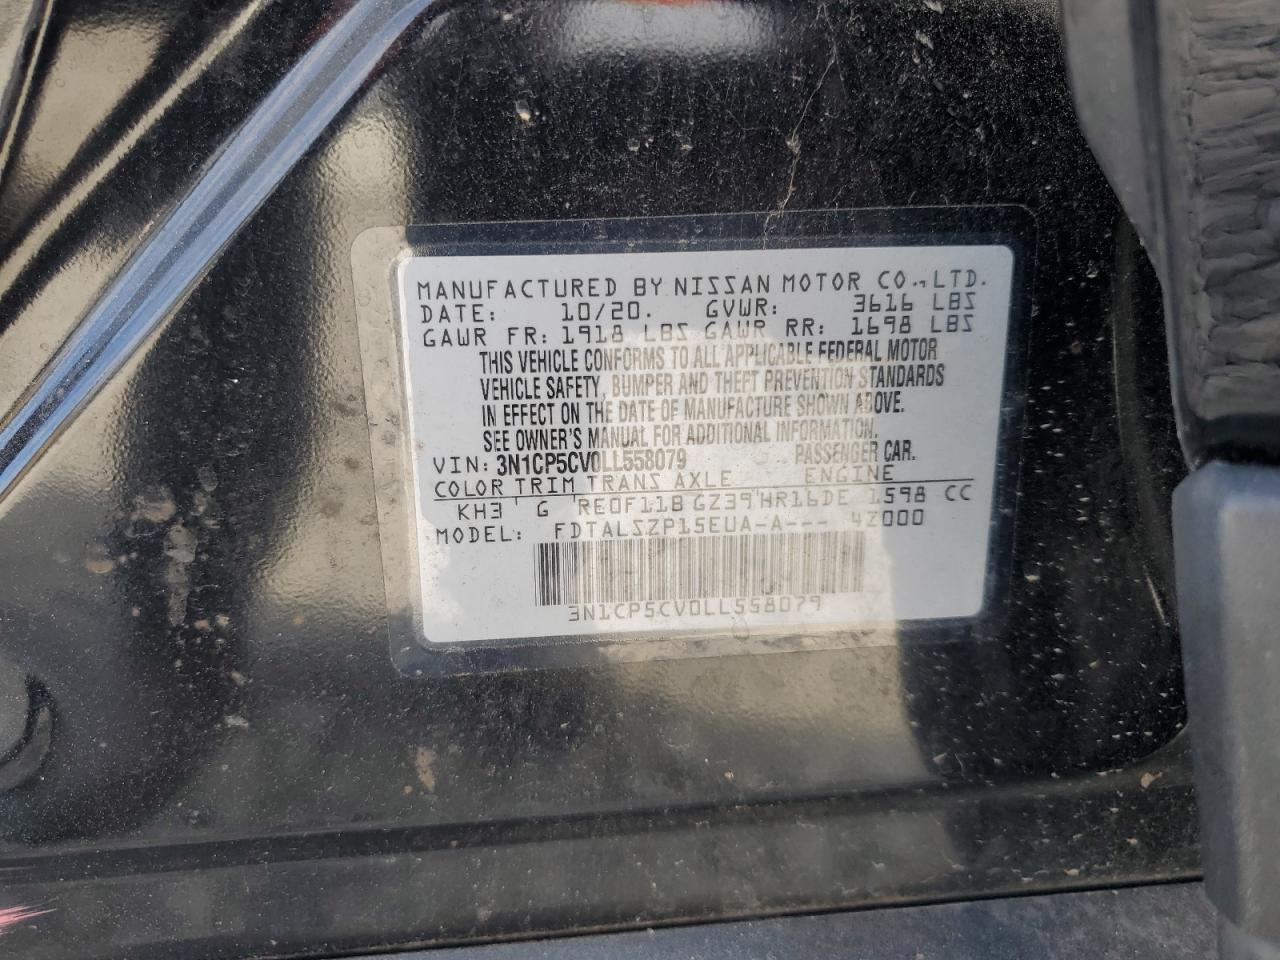 MANUFACTURED BY NISSAN MOTOR CO., LTD.
DATE: 10/20. GVWR: 3616 LBS
GAWR FR: 1918 LBS GAWR RR: 1698 LBS
THIS VEHICLE CONFORMS TO ALL APPLICABLE FEDERAL MOTOR
VEHICLE SAFETY, BUMPER AND THEFT PREVENTION STANDARDS
IN EFFECT ON THE DATE OF MANUFACTURE SHOWN ABOVE.
SEE OWNER'S MANUAL FOR ADDITIONAL INFORMATION.
VIN: 3N1CP5CV0LL558079 PASSENGER CAR.
COLOR TRIM TRANS AXLE ENGINE
KH3 G RE0F11B GZ39 HR16DE 1598 CC
MODEL: FDTALSZP15EUA-A--- 4Z000
3N1CP5CV0LL558079